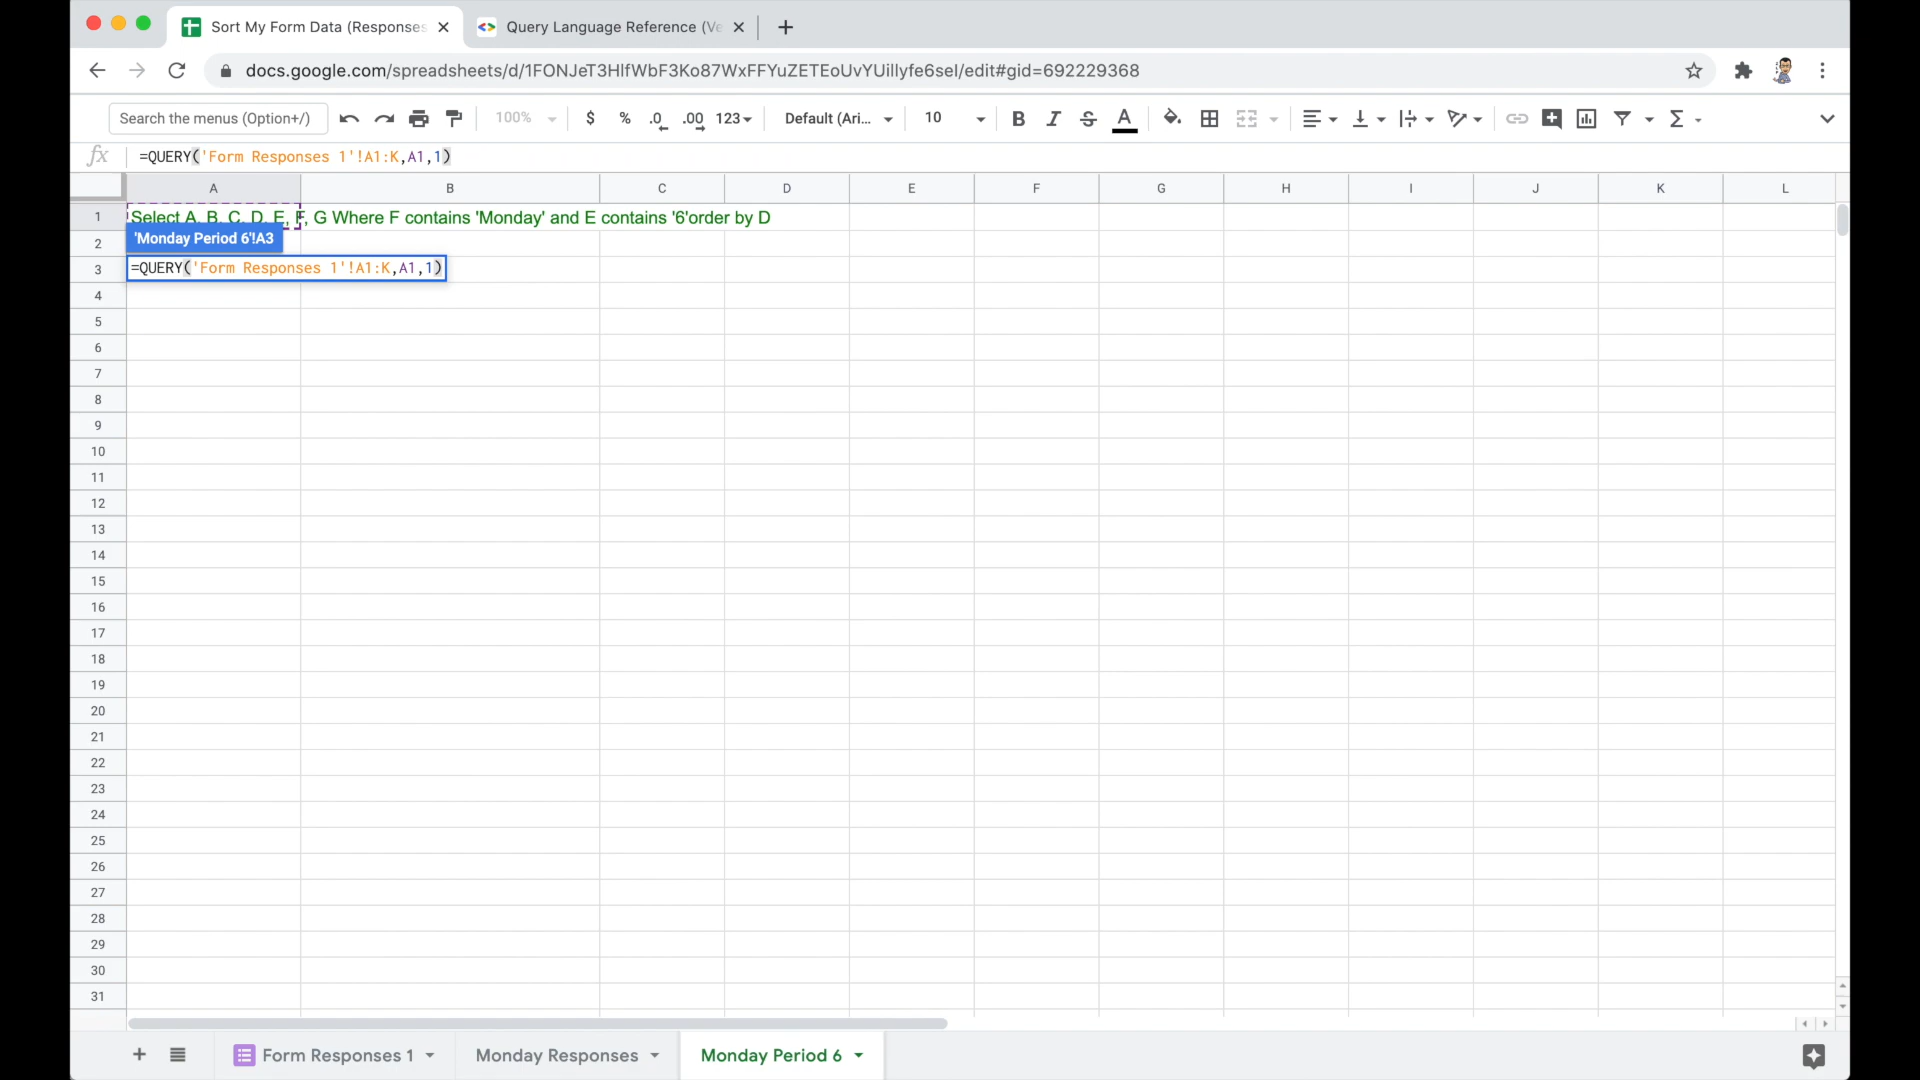 Sort My Form Data (Responses
Query Language Reference (Ve
docs.google.com/spreadsheets/d/1FONJeT3HlfWbF3Ko87WxFFYuZETEoUvYUillyfe6sel/edit#gid=692229368
Search the menus (Option+/)
100%
$
%
.0
.00
123
Default (Ari...
10
B
I
S
A
Σ
fx
=QUERY('Form Responses 1'!A1:K,A1,1)
A B C D E F G H I J K L
1 Select A, B, C, D, E, F, G Where F contains 'Monday' and E contains '6'order by D
'Monday Period 6'!A3
2
3 =QUERY('Form Responses 1'!A1:K,A1,1)
4
5
6
7
8
9
10
11
12
13
14
15
16
17
18
19
20
21
22
23
24
25
26
27
28
29
30
31
Form Responses 1
Monday Responses
Monday Period 6